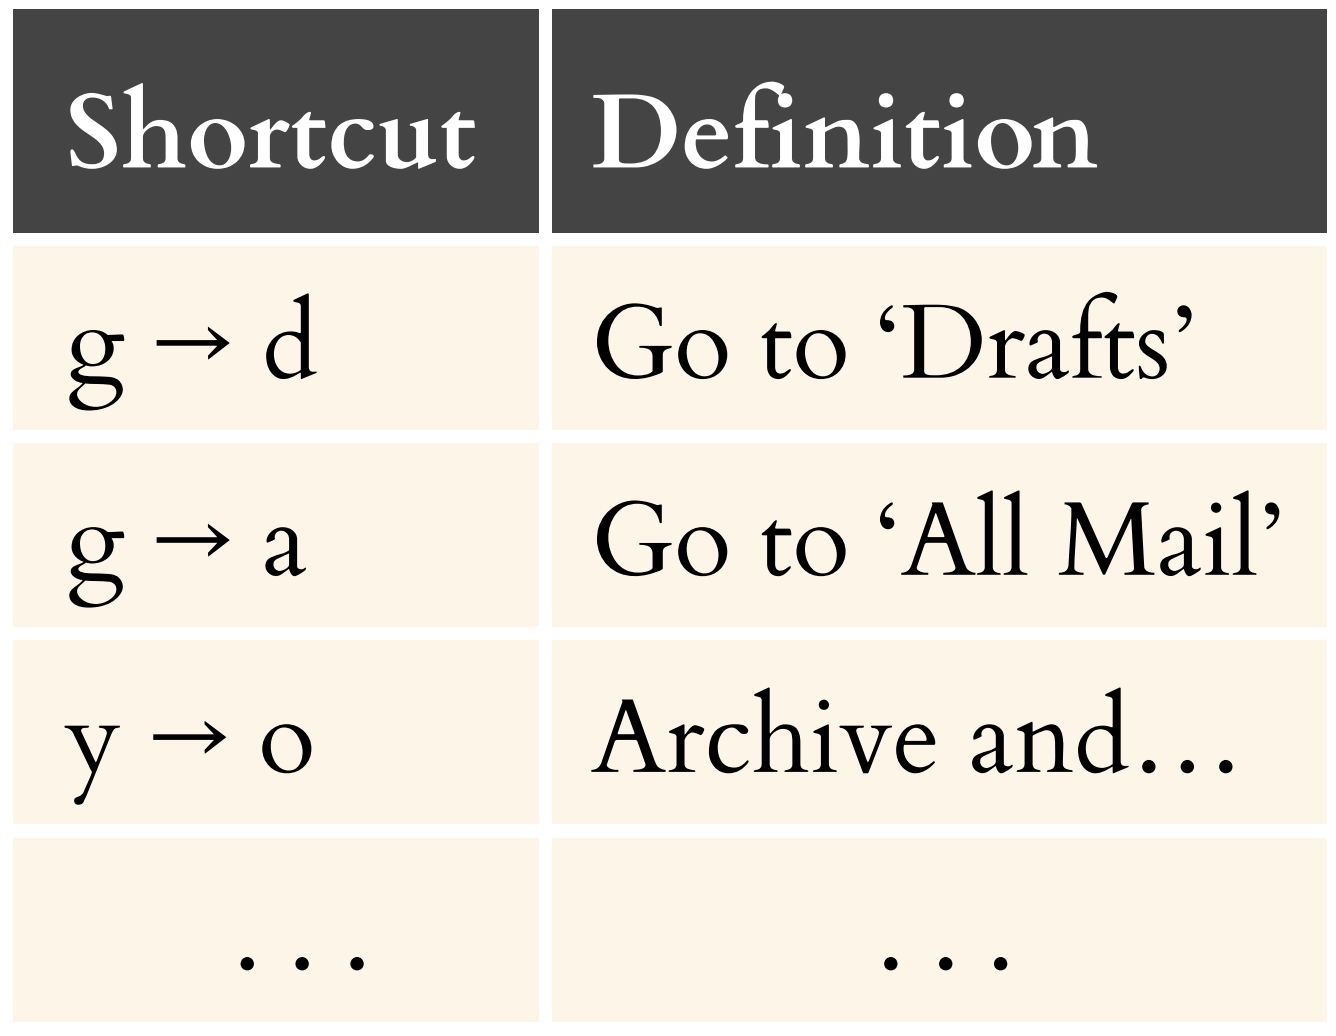 Shortcut Definition
g → d Go to ‘Drafts’
g → a Go to ‘All Mail’
y → o Archive and…
… …